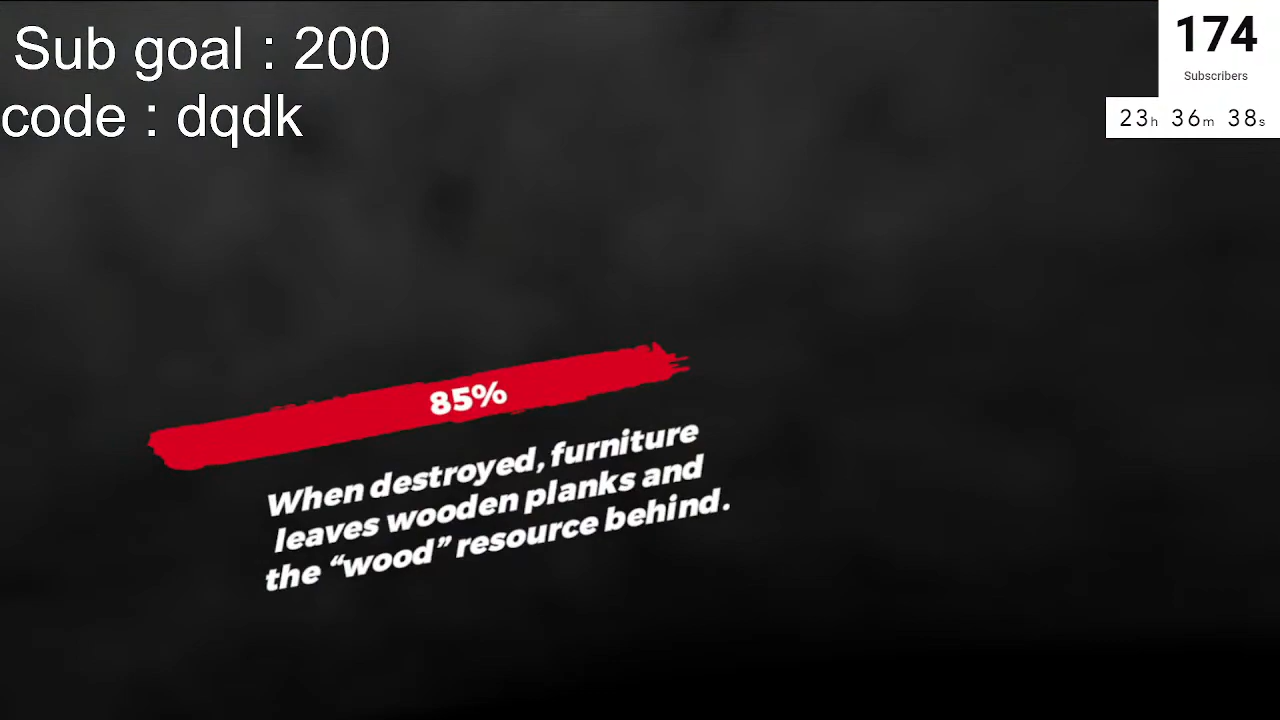 Sub goal : 200
code : dqdk
174
Subscribers
23h 36m 38s
85%
When destroyed, furniture
leaves wooden planks and
the “wood” resource behind.